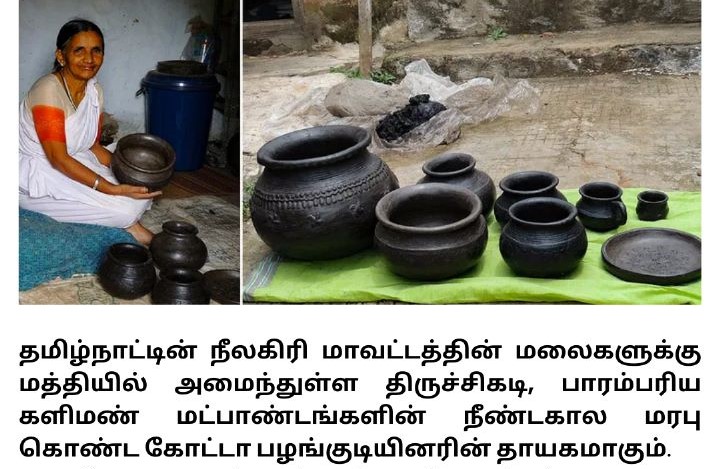 தமிழ்நாட்டின் நீலகிரி மாவட்டத்தின் மலைகளுக்கு
மத்தியில் அமைந்துள்ள திருச்சிகடி, பாரம்பரிய
களிமண் மட்பாண்டங்களின் நீண்டகால மரபு
கொண்ட கோட்டா பழங்குடியினரின் தாயகமாகும்.